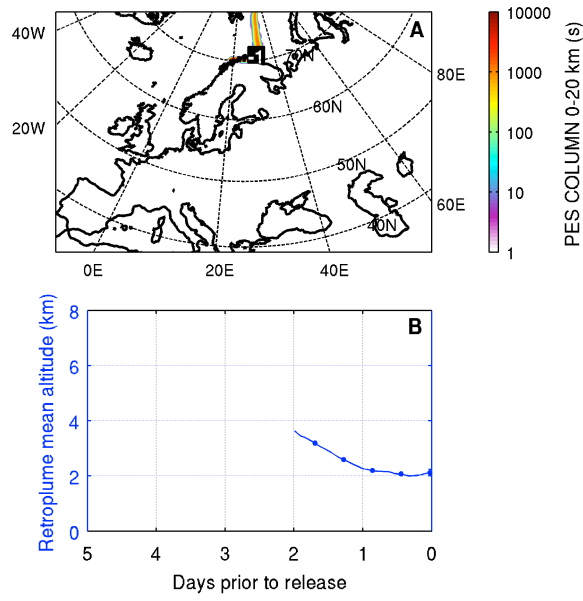 A
40W
20W
0E
20E
40E
60E
80E
70N
60N
50N
40N
10000
1000
100
10
1
PES COLUMN 0-20 km (s)
B
Retroplume mean altitude (km)
8
6
4
2
0
5 4 3 2 1 0
Days prior to release